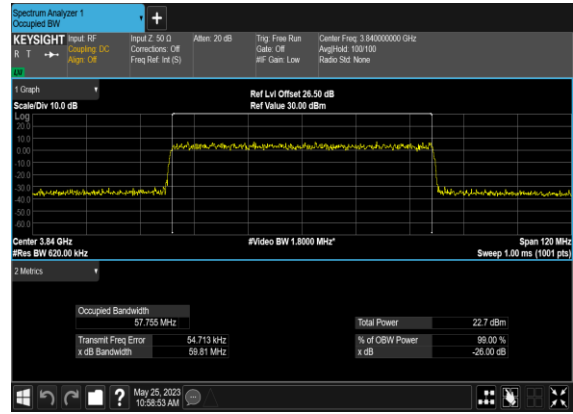 Spectrum Analyzer 1
Occupied BW
KEYSIGHT
R T
LXI
Input: RF
Coupling: DC
Align: Off
Input Z: 50 Ω
Corrections: Off
Freq Ref: Int (S)
Atten: 20 dB
Trig: Free Run
Gate: Off
#IF Gain: Low
Center Freq: 3.840000000 GHz
Avg|Hold: 100/100
Radio Std: None
1 Graph
Scale/Div 10.0 dB
Ref Lvl Offset 26.50 dB
Ref Value 30.00 dBm
Log
20.0
10.0
0.00
-10.0
-20.0
-30.0
-40.0
-50.0
-60.0
Center 3.84 GHz
#Res BW 620.00 kHz
#Video BW 1.8000 MHz*
Span 120 MHz
Sweep 1.00 ms (1001 pts)
2 Metrics
Occupied Bandwidth
57.755 MHz
Transmit Freq Error 54.713 kHz
x dB Bandwidth 59.81 MHz
Total Power 22.7 dBm
% of OBW Power 99.00 %
x dB -26.00 dB
May 25, 2023
10:58:53 AM